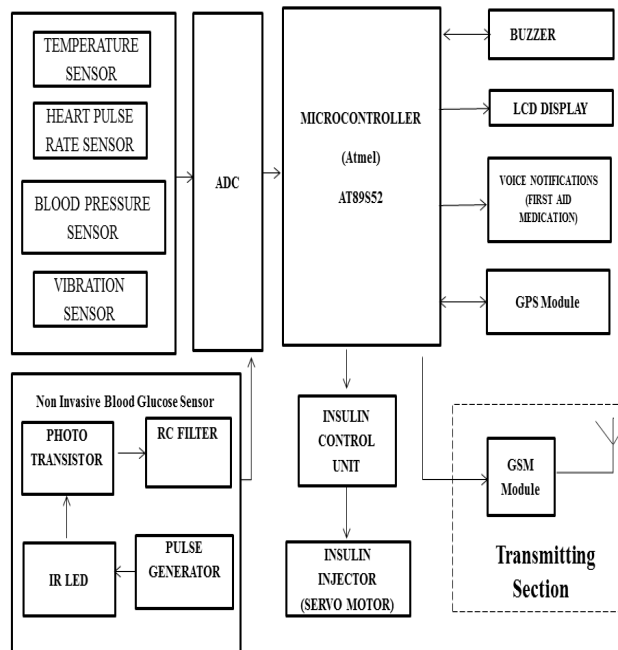 TEMPERATURE
SENSOR
HEART PULSE
RATE SENSOR
BLOOD PRESSURE
SENSOR
VIBRATION
SENSOR
ADC
MICROCONTROLLER
(Atmel)
AT89S52
BUZZER
LCD DISPLAY
VOICE NOTIFICATIONS
(FIRST AID
MEDICATION)
GPS Module
Non Invasive Blood Glucose Sensor
PHOTO
TRANSISTOR
RC FILTER
IR LED
PULSE
GENERATOR
INSULIN
CONTROL
UNIT
INSULIN
INJECTOR
(SERVO MOTOR)
GSM
Module
Transmitting
Section